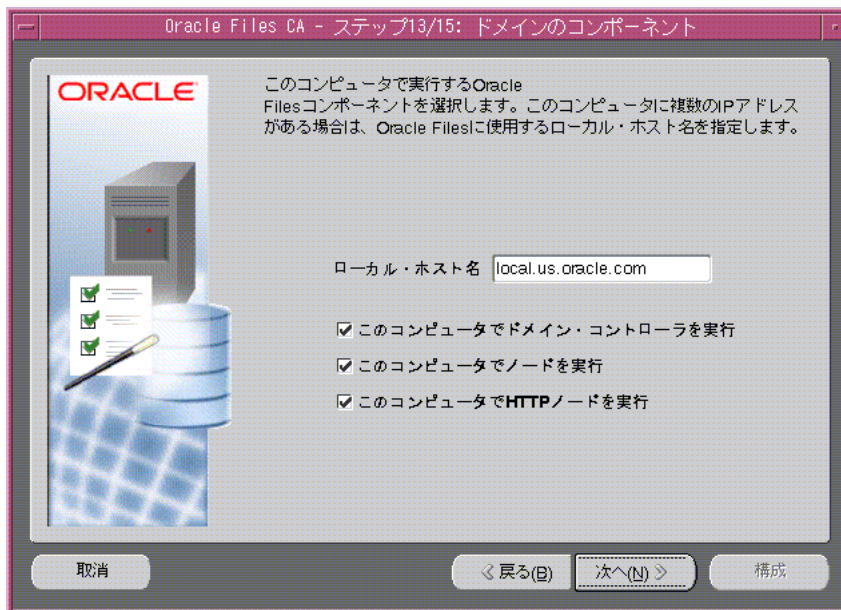 Oracle Files CA - ステップ13/15: ドメインのコンポーネント
ORACLE
このコンピュータで実行するOracle
Filesコンポーネントを選択します。このコンピュータに複数のIPアドレス
がある場合は、Oracle Filesに使用するローカル・ホスト名を指定します。
ローカル・ホスト名 local.us.oracle.com
このコンピュータでドメイン・コントローラを実行
このコンピュータでノードを実行
このコンピュータでHTTPノードを実行
取消 戻る(B) 次へ(N) 構成